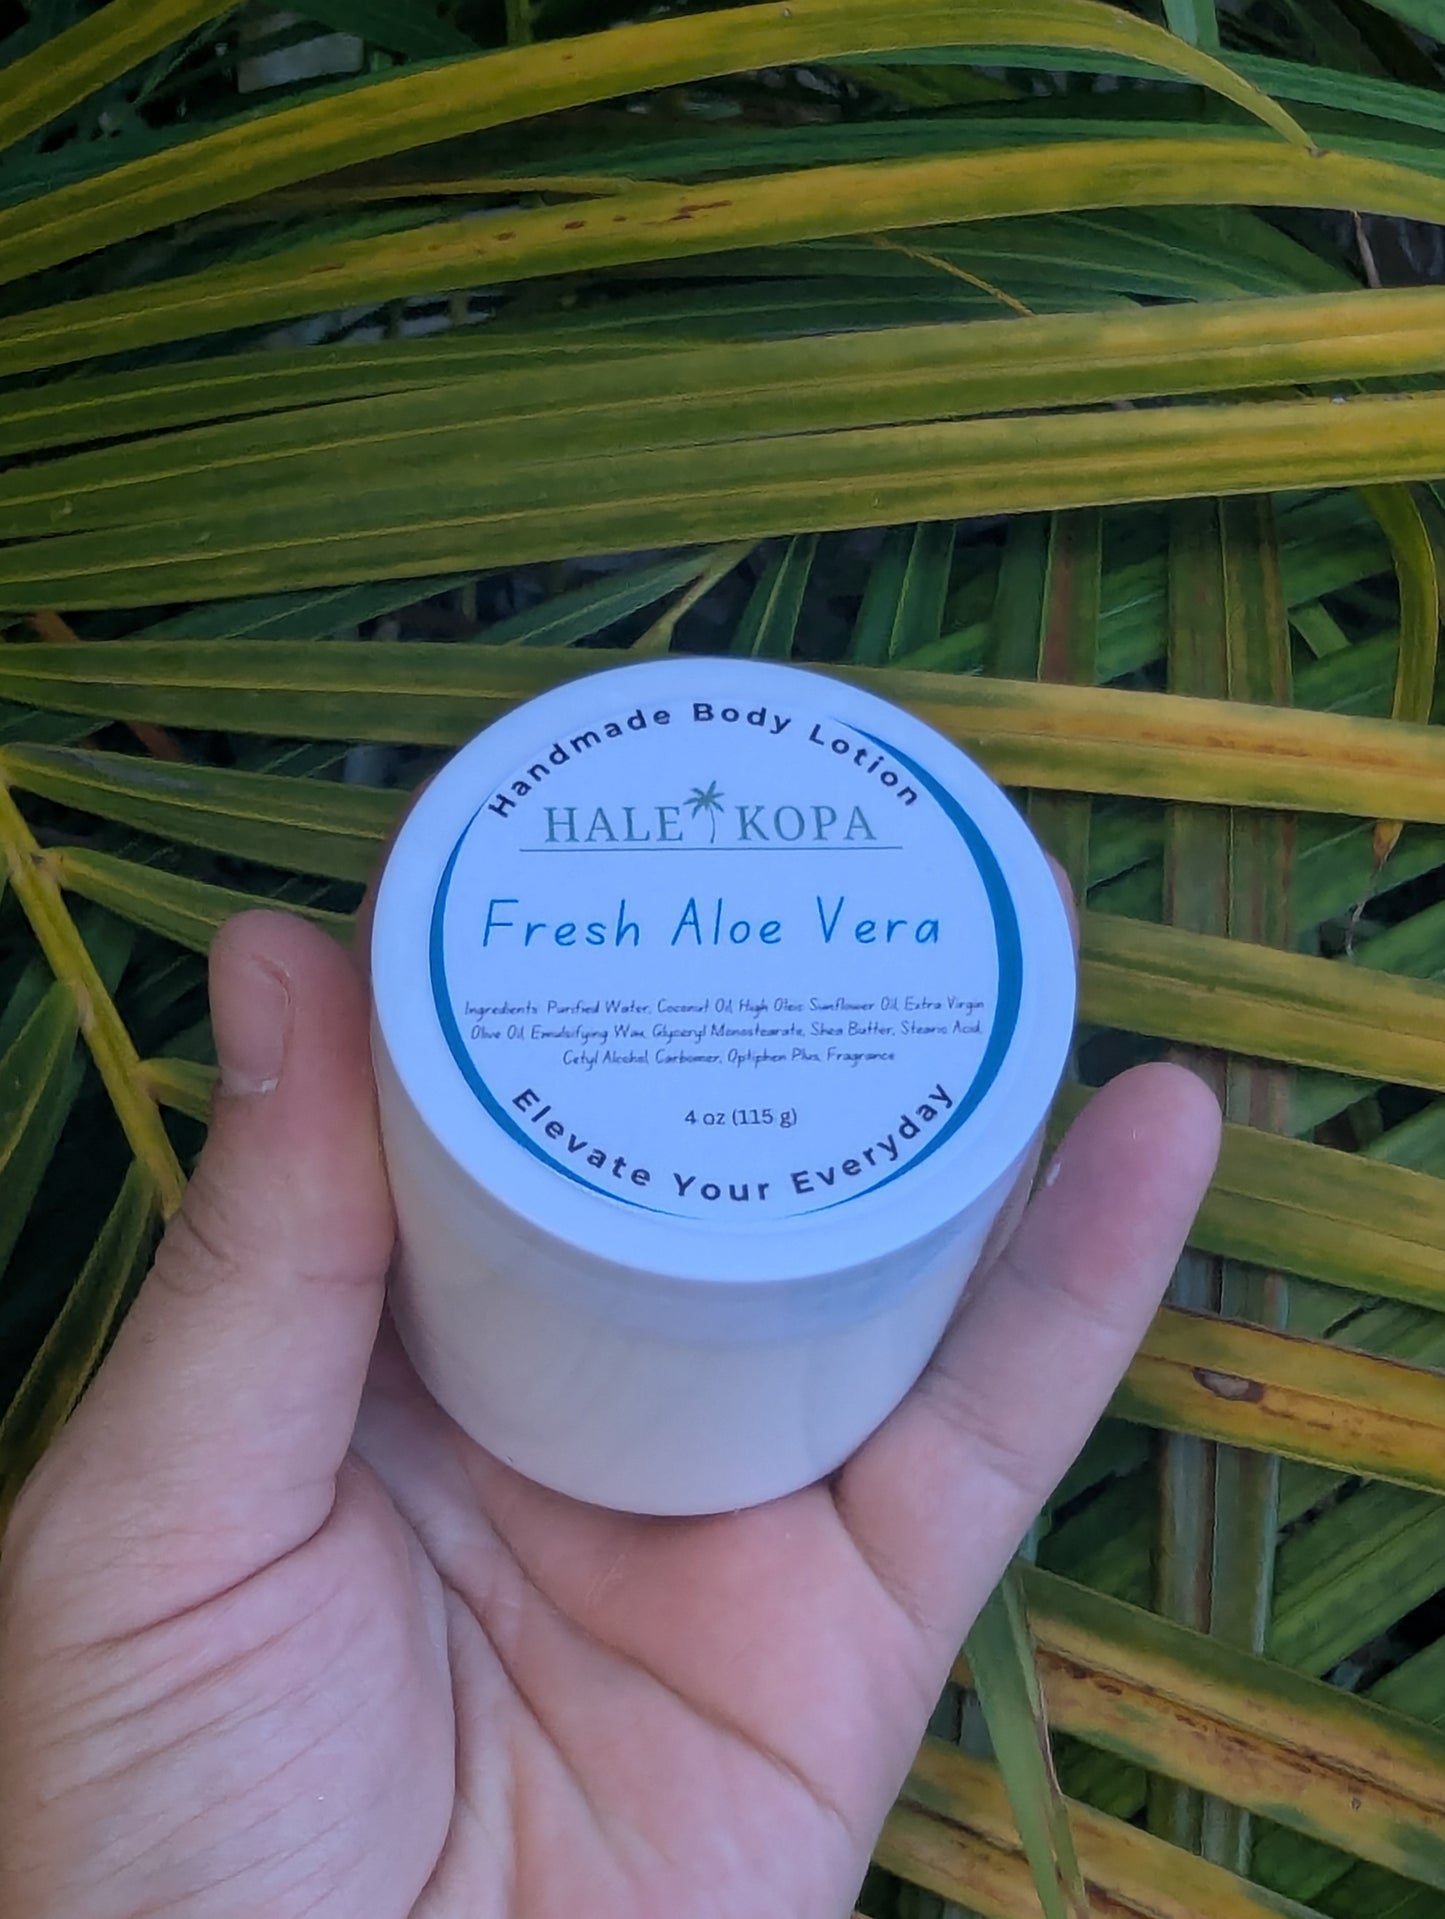 Handmade Body Lotion
HALE KOPA
Fresh Aloe Vera
Ingredients: Purified Water, Coconut Oil, High Oleic Sunflower Oil, Extra Virgin
Olive Oil, Emulsifying Wax, Glyceryl Monostearate, Shea Butter, Stearic Acid,
Cetyl Alcohol, Carbomer, Optiphen Plus, Fragrance
4 oz (115 g)
Elevate Your Everyday